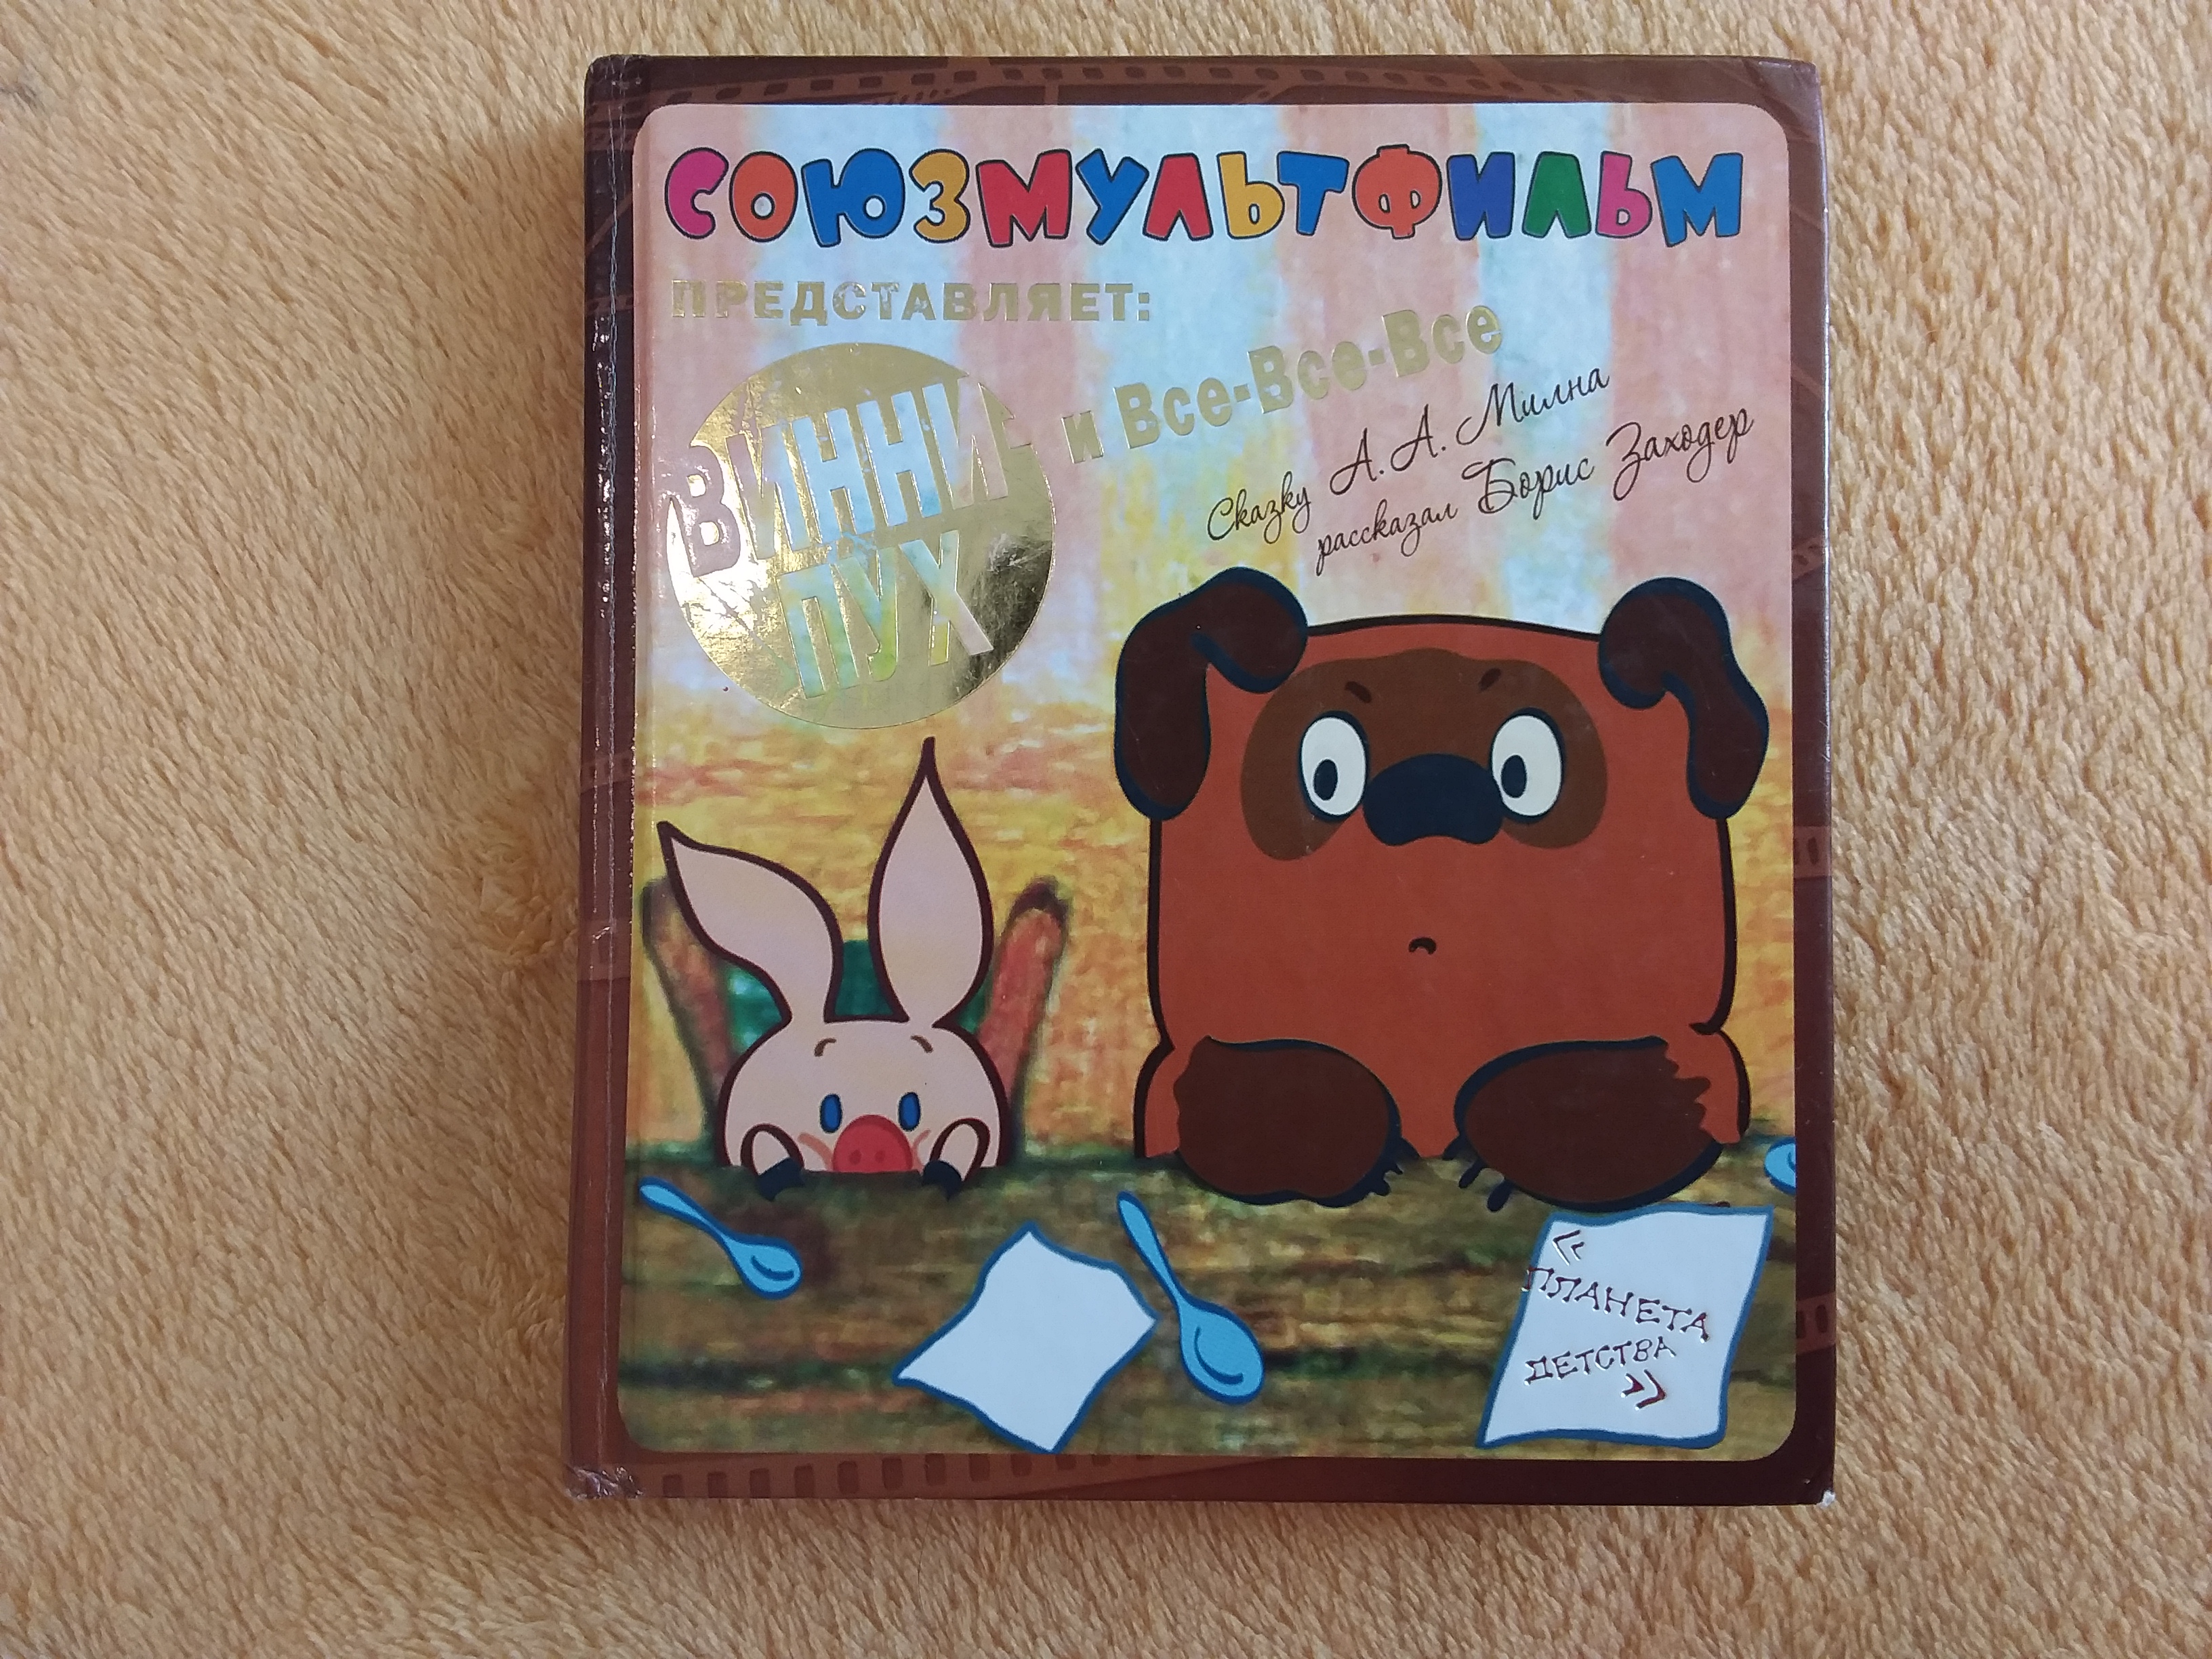 СОЮЗМУЛЬТФИЛЬМ
ПРЕДСТАВЛЯЕТ:
ВИННИ-
ПУХ
и Все-Все-Все
Сказку А. А. Милна
рассказал Борис Заходер
«
ПЛАНЕТА
ДЕТСТВА
»